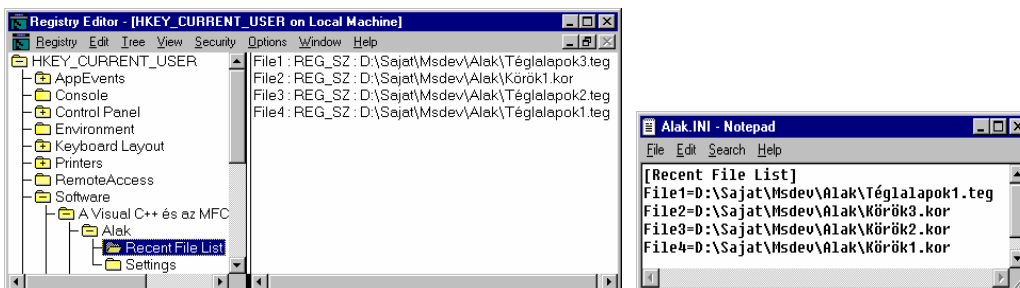 Registry Editor - [HKEY_CURRENT_USER on Local Machine]
Registry Edit Tree View Security Options Window Help
HKEY_CURRENT_USER
AppEvents
Console
Control Panel
Environment
Keyboard Layout
Printers
RemoteAccess
Software
A Visual C++ és az MFC
Alak
Recent File List
Settings
File1 : REG_SZ : D:\Sajat\Msdev\Alak\Téglalapok3.teg
File2 : REG_SZ : D:\Sajat\Msdev\Alak\Körök1.kor
File3 : REG_SZ : D:\Sajat\Msdev\Alak\Téglalapok2.teg
File4 : REG_SZ : D:\Sajat\Msdev\Alak\Téglalapok1.teg
Alak.INI - Notepad
File Edit Search Help
[Recent File List]
File1=D:\Sajat\Msdev\Alak\Téglalapok1.teg
File2=D:\Sajat\Msdev\Alak\Körök3.kor
File3=D:\Sajat\Msdev\Alak\Körök2.kor
File4=D:\Sajat\Msdev\Alak\Körök1.kor